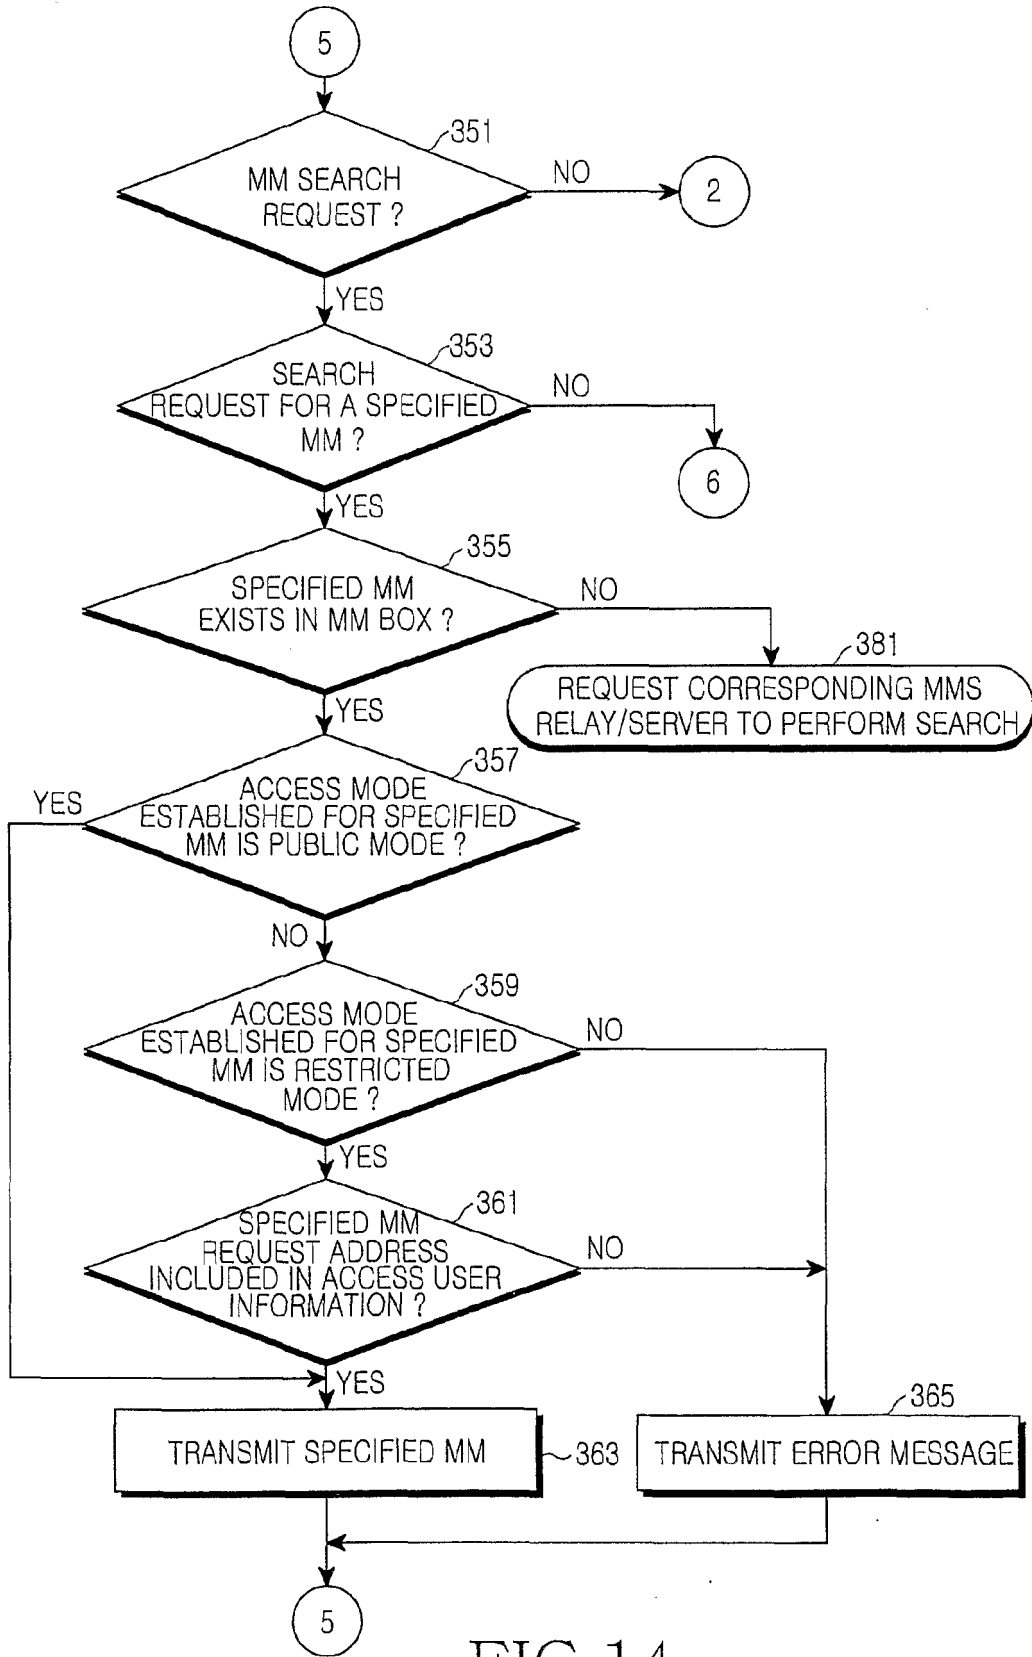 5
351
MM SEARCH
REQUEST ?
NO
2
YES
353
SEARCH
REQUEST FOR A SPECIFIED
MM ?
NO
6
YES
355
SPECIFIED MM
EXISTS IN MM BOX ?
NO
381
REQUEST CORRESPONDING MMS
RELAY/SERVER TO PERFORM SEARCH
YES
357
ACCESS MODE
ESTABLISHED FOR SPECIFIED
MM IS PUBLIC MODE ?
YES
NO
359
ACCESS MODE
ESTABLISHED FOR SPECIFIED
MM IS RESTRICTED
MODE ?
NO
YES
361
SPECIFIED MM
REQUEST ADDRESS
INCLUDED IN ACCESS USER
INFORMATION ?
NO
YES
TRANSMIT SPECIFIED MM
363
365
TRANSMIT ERROR MESSAGE
5
FIG.14